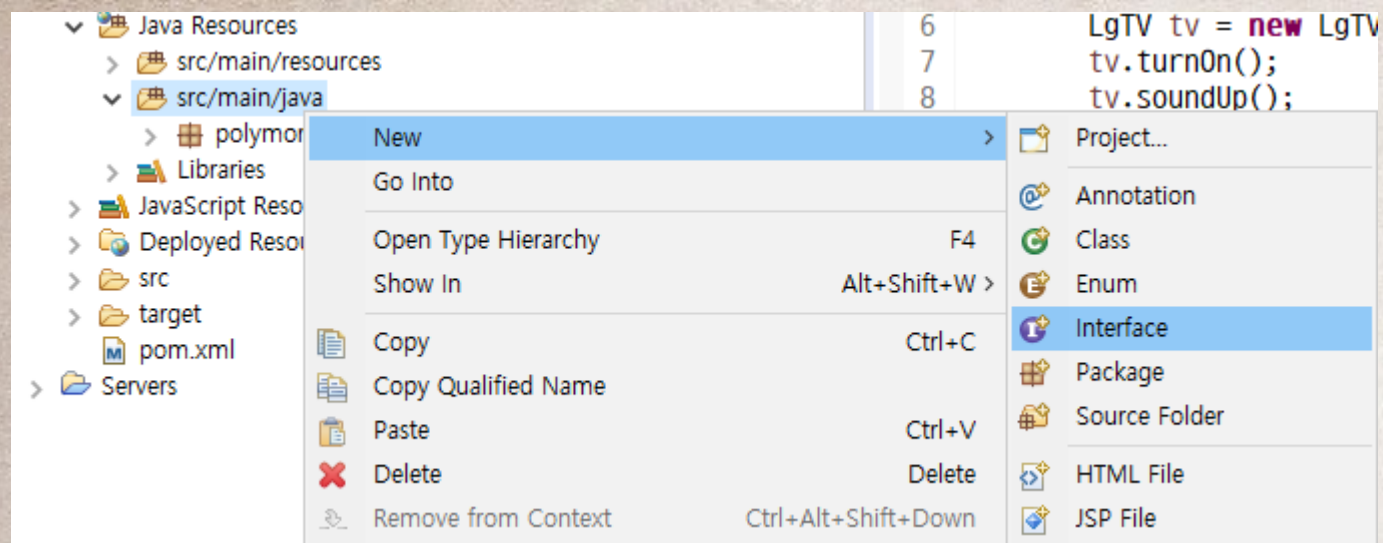 Java Resources
src/main/resources
src/main/java
polymor
Libraries
JavaScript Reso
Deployed Resou
src
target
pom.xml
Servers
6 LgTV tv = new LgTV
7 tv.turnOn();
8 tv.soundUp();
New
Go Into
Open Type Hierarchy F4
Show In Alt+Shift+W >
Copy Ctrl+C
Copy Qualified Name
Paste Ctrl+V
Delete Delete
Remove from Context Ctrl+Alt+Shift+Down
Project...
Annotation
Class
Enum
Interface
Package
Source Folder
HTML File
JSP File